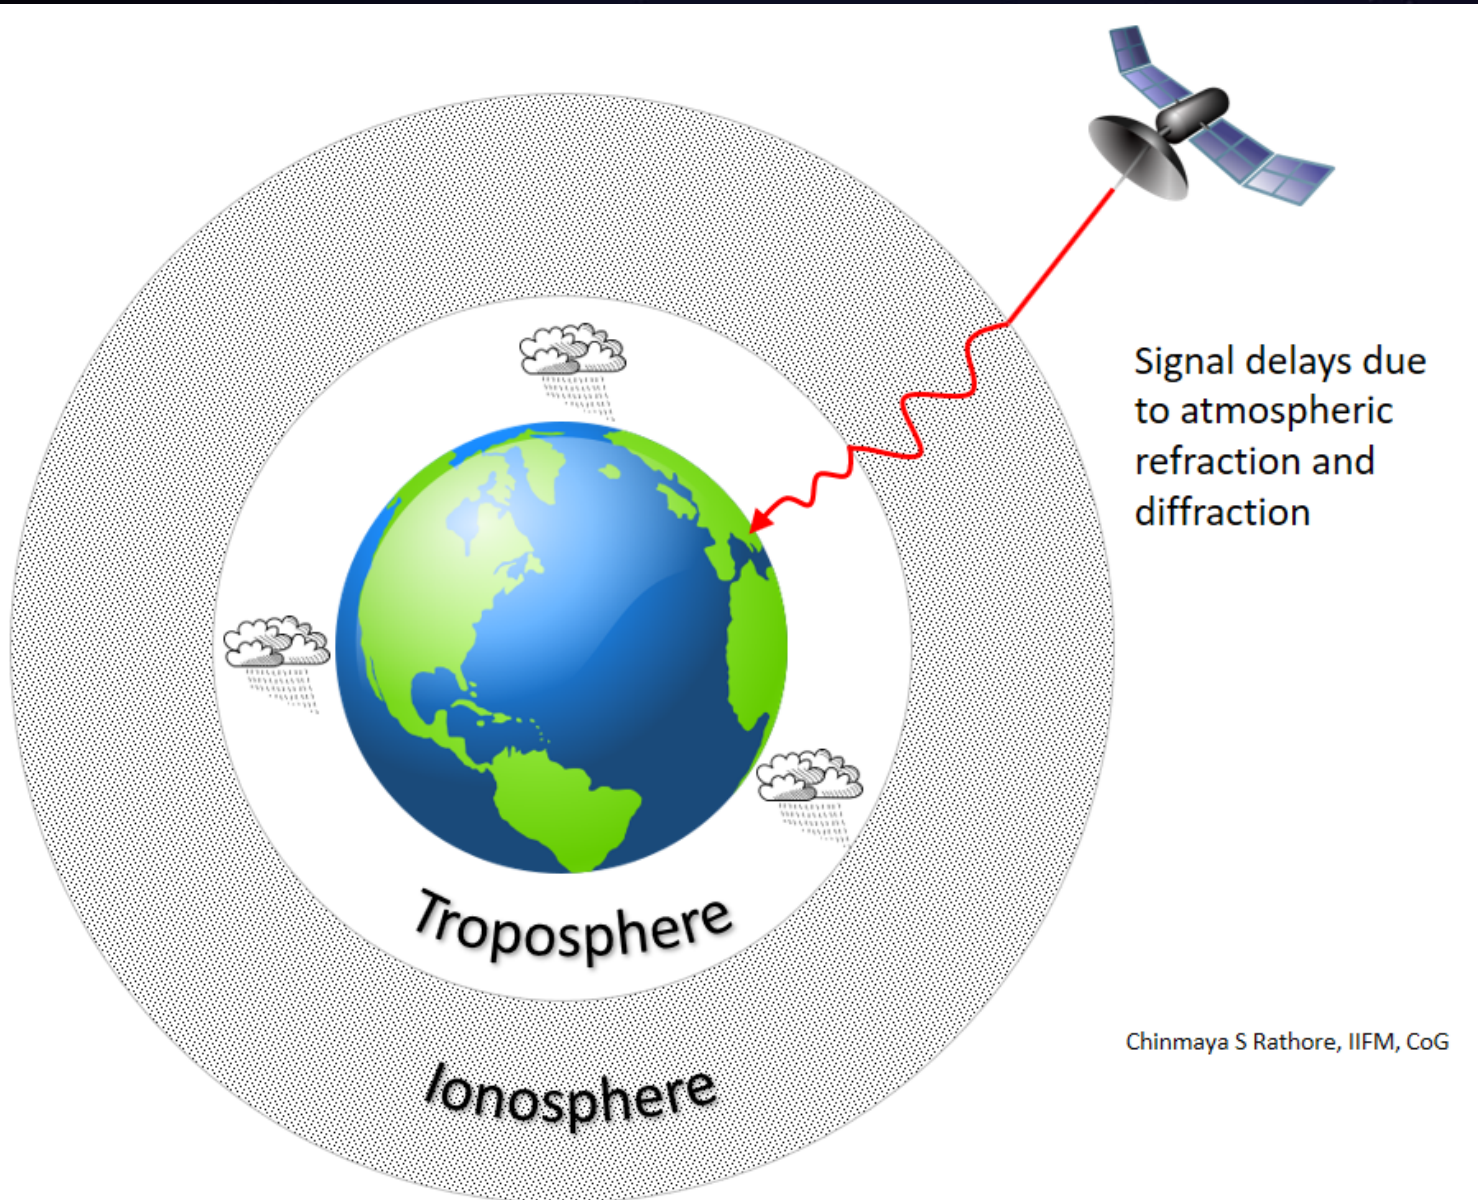 Signal delays due
to atmospheric
refraction and
diffraction
Troposphere
Chinmaya S Rathore, IIFM, CoG
Ionosphere